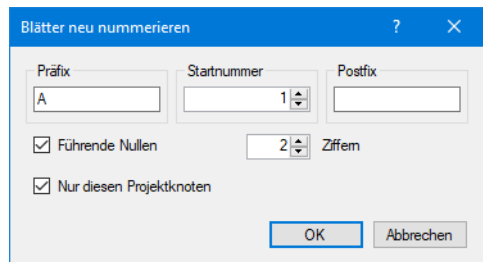 Blätter neu nummerieren ? ×
Präfix Startnummer Postfix
A 1
Führende Nullen 2 Ziffern
Nur diesen Projektknoten
OK Abbrechen